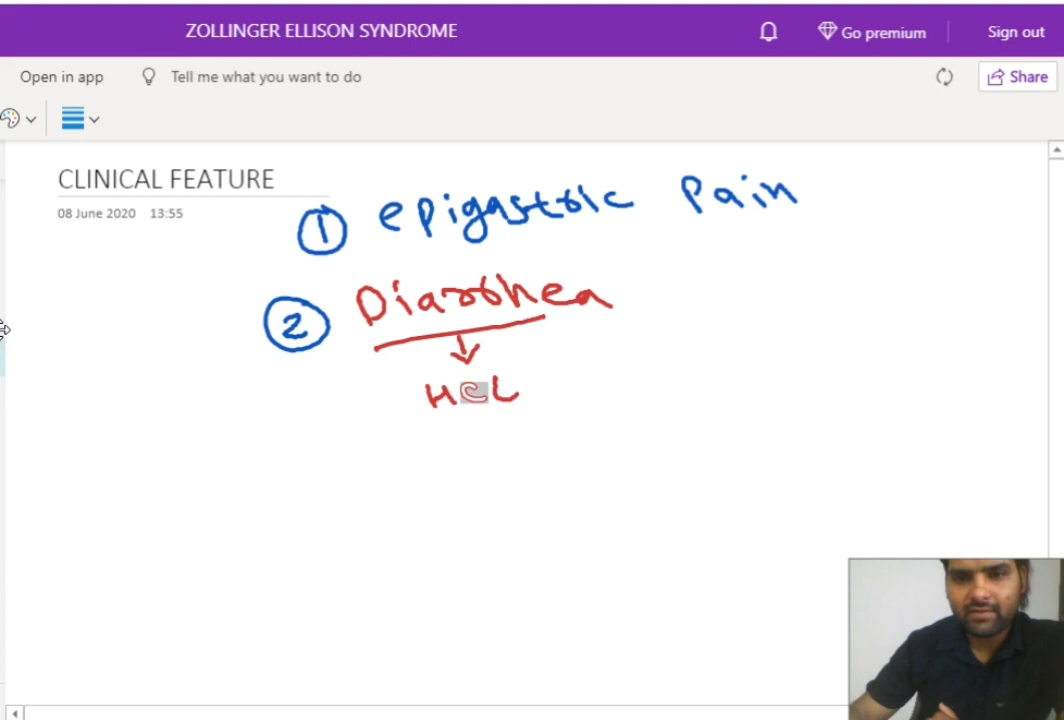 ZOLLINGER ELLISON SYNDROME
Go premium
Sign out
Open in app
Tell me what you want to do
Share
CLINICAL FEATURE
08 June 2020 13:55
① epigastric Pain
② Diarrhea
↓
HCL